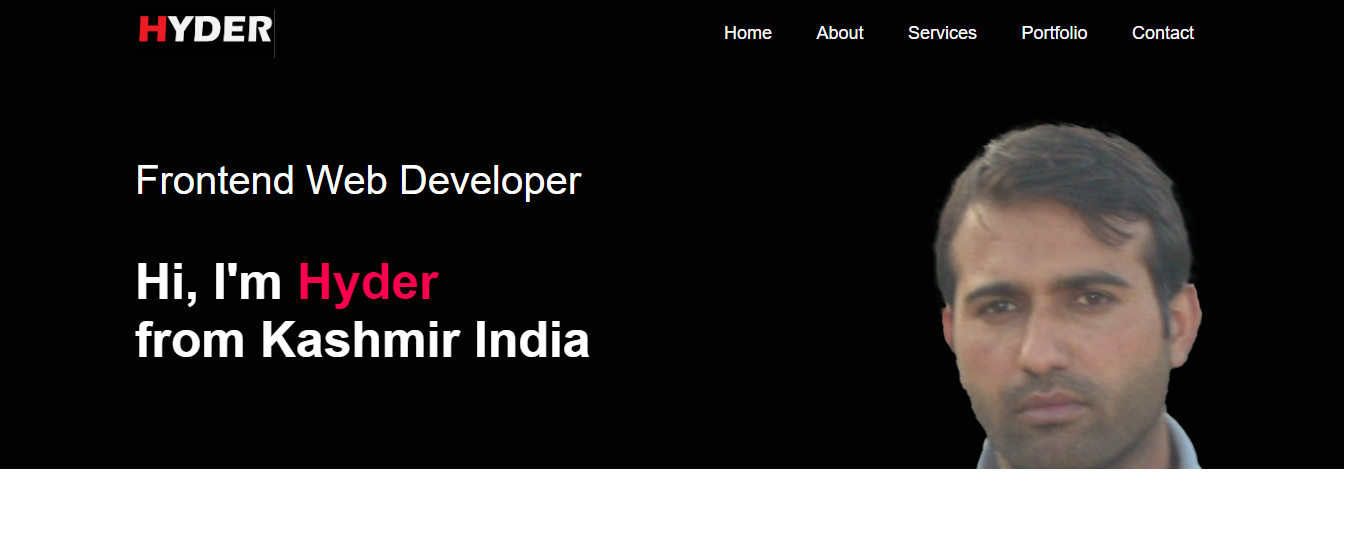 HYDER
Home About Services Portfolio Contact
Frontend Web Developer
Hi, I'm Hyder
from Kashmir India